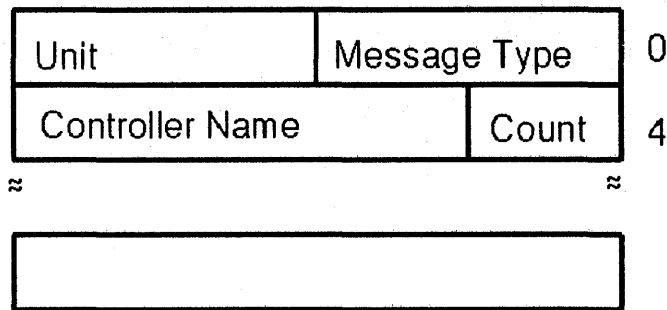 Unit Message Type 0
Controller Name Count 4
≈ ≈